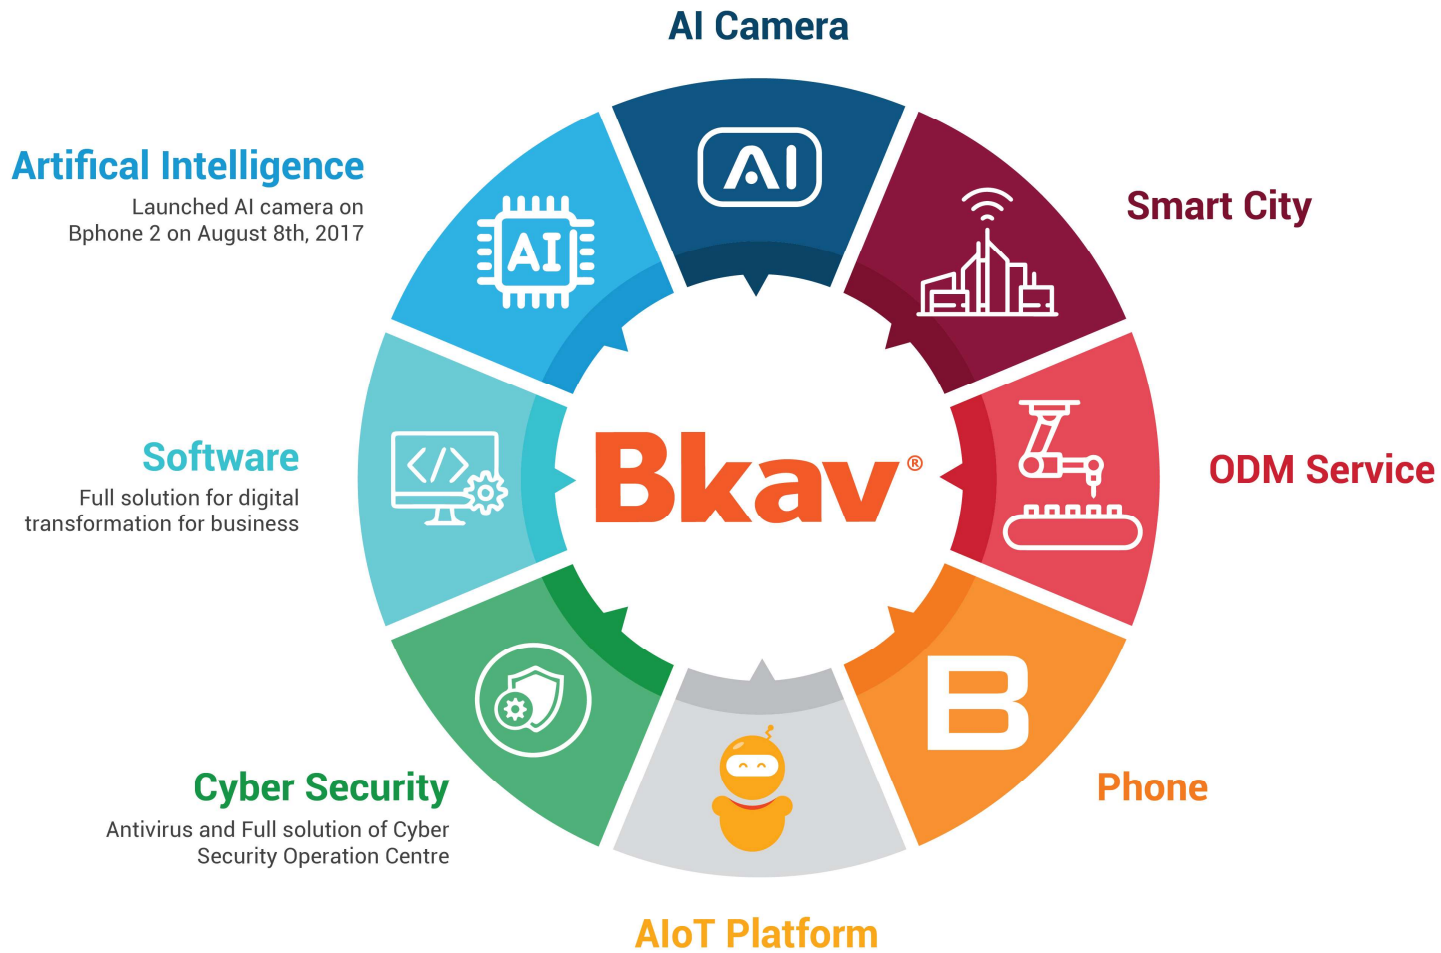 AI Camera
AI
Artifical Intelligence
Launched AI camera on
Bphone 2 on August 8th, 2017
AI
Smart City
Software
Full solution for digital
transformation for business
</>
Bkav®
ODM Service
Cyber Security
Antivirus and Full solution of Cyber
Security Operation Centre
B
Phone
AIoT Platform